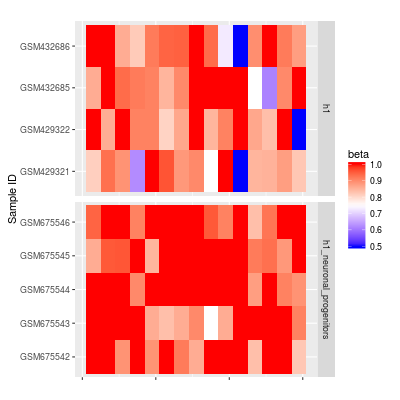 GSM432686
GSM432685
GSM429322
GSM429321
h1
GSM675546
GSM675545
GSM675544
GSM675543
GSM675542
h1_neuronal_progenitors
Sample ID
beta
1.0
0.9
0.8
0.7
0.6
0.5